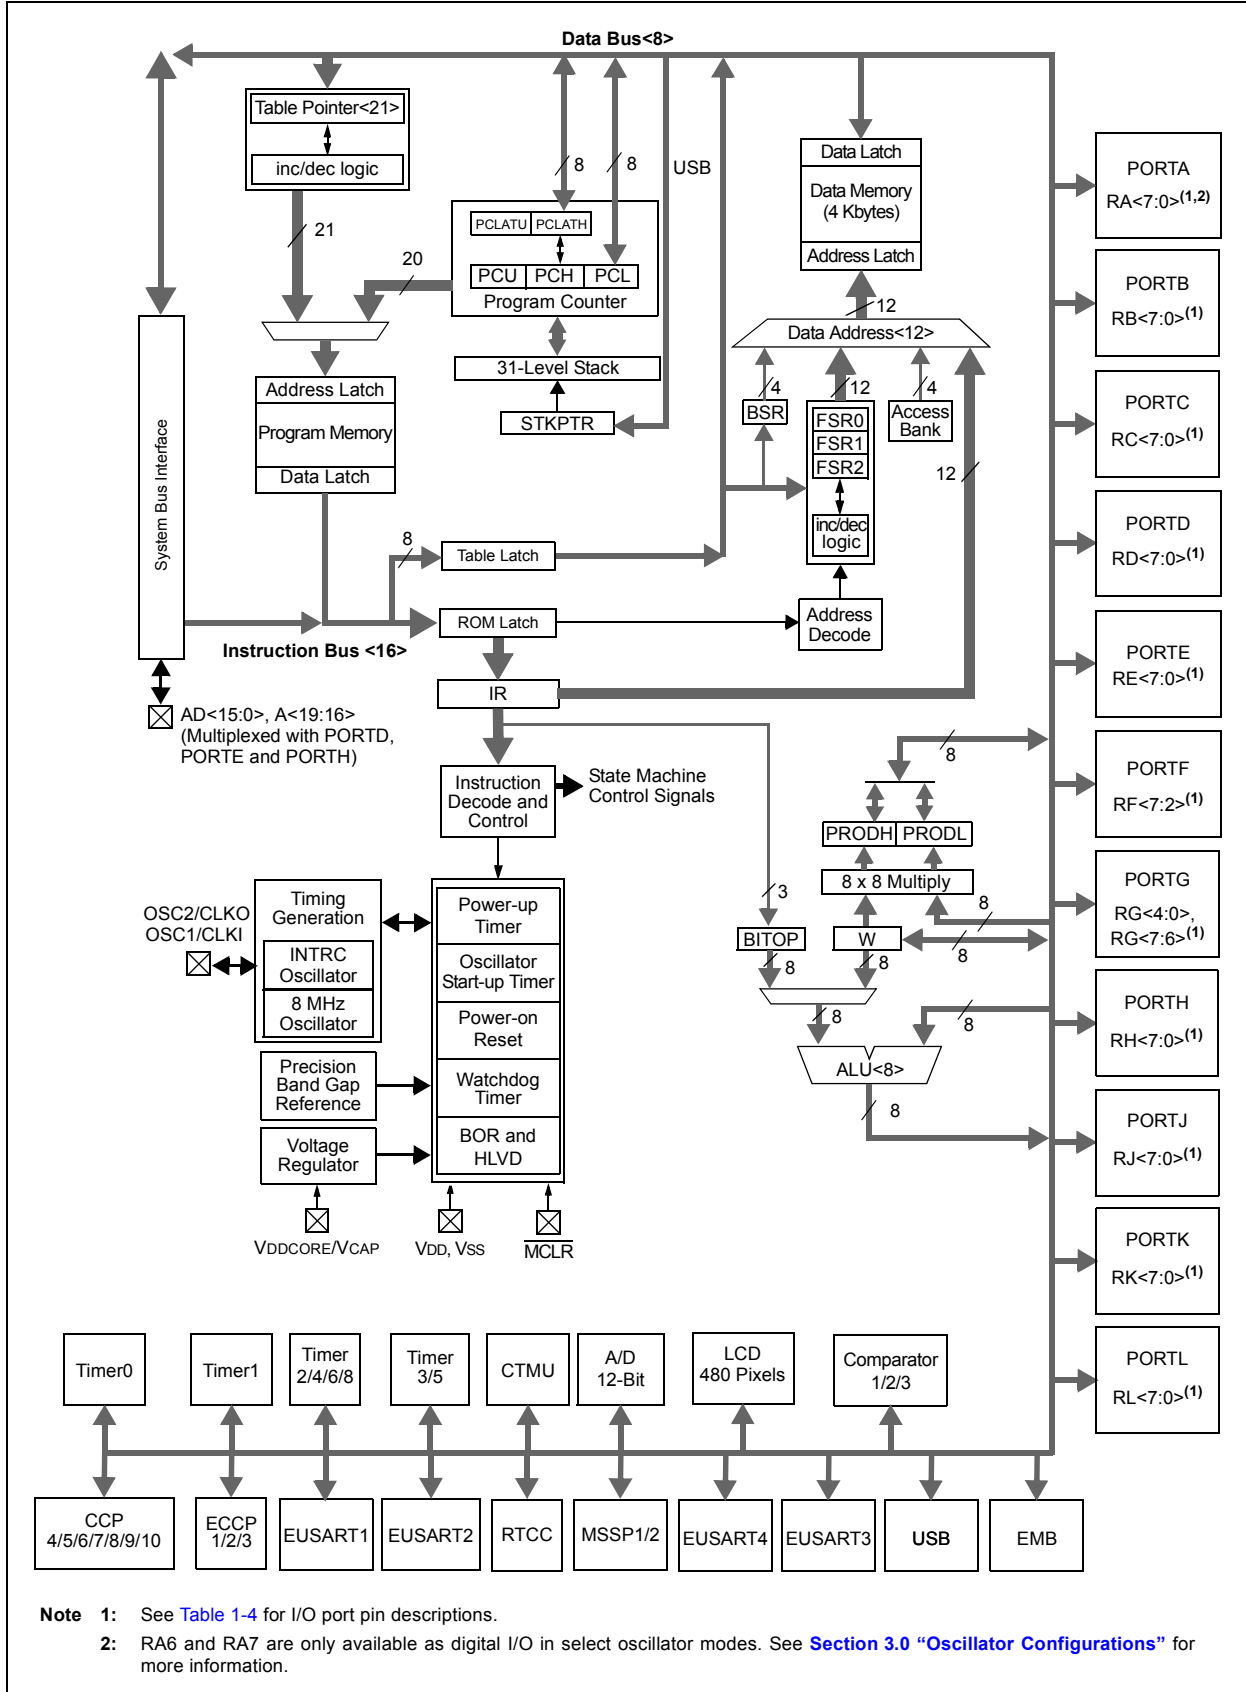 Data Bus<8>
Table Pointer<21>
inc/dec logic
21
20
8
8
USB
PCLATU
PCLATH
PCU
PCH
PCL
Program Counter
31-Level Stack
STKPTR
Data Latch
Data Memory
(4 Kbytes)
Address Latch
12
Data Address<12>
4
12
4
BSR
FSR0
FSR1
FSR2
inc/dec
logic
Access
Bank
12
Address
Decode
System Bus Interface
Address Latch
Program Memory
Data Latch
8
Table Latch
ROM Latch
Instruction Bus <16>
IR
AD<15:0>, A<19:16>
(Multiplexed with PORTD,
PORTE and PORTH)
Instruction
Decode and
Control
State Machine
Control Signals
8
PRODH
PRODL
8 x 8 Multiply
3
8
BITOP
W
8
8
8
8
8
ALU<8>
8
OSC2/CLKO
OSC1/CLKI
Timing
Generation
INTRC
Oscillator
8 MHz
Oscillator
Precision
Band Gap
Reference
Voltage
Regulator
Power-up
Timer
Oscillator
Start-up Timer
Power-on
Reset
Watchdog
Timer
BOR and
HLVD
VDDCORE/VCAP
VDD, VSS
MCLR
PORTA
RA<7:0>(1,2)
PORTB
RB<7:0>(1)
PORTC
RC<7:0>(1)
PORTD
RD<7:0>(1)
PORTE
RE<7:0>(1)
PORTF
RF<7:2>(1)
PORTG
RG<4:0>,
RG<7:6>(1)
PORTH
RH<7:0>(1)
PORTJ
RJ<7:0>(1)
PORTK
RK<7:0>(1)
PORTL
RL<7:0>(1)
Timer0
Timer1
Timer
2/4/6/8
Timer
3/5
CTMU
A/D
12-Bit
LCD
480 Pixels
Comparator
1/2/3
CCP
4/5/6/7/8/9/10
ECCP
1/2/3
EUSART1
EUSART2
RTCC
MSSP1/2
EUSART4
EUSART3
USB
EMB
Note 1: See Table 1-4 for I/O port pin descriptions.
2: RA6 and RA7 are only available as digital I/O in select oscillator modes. See Section 3.0 “Oscillator Configurations” for
more information.